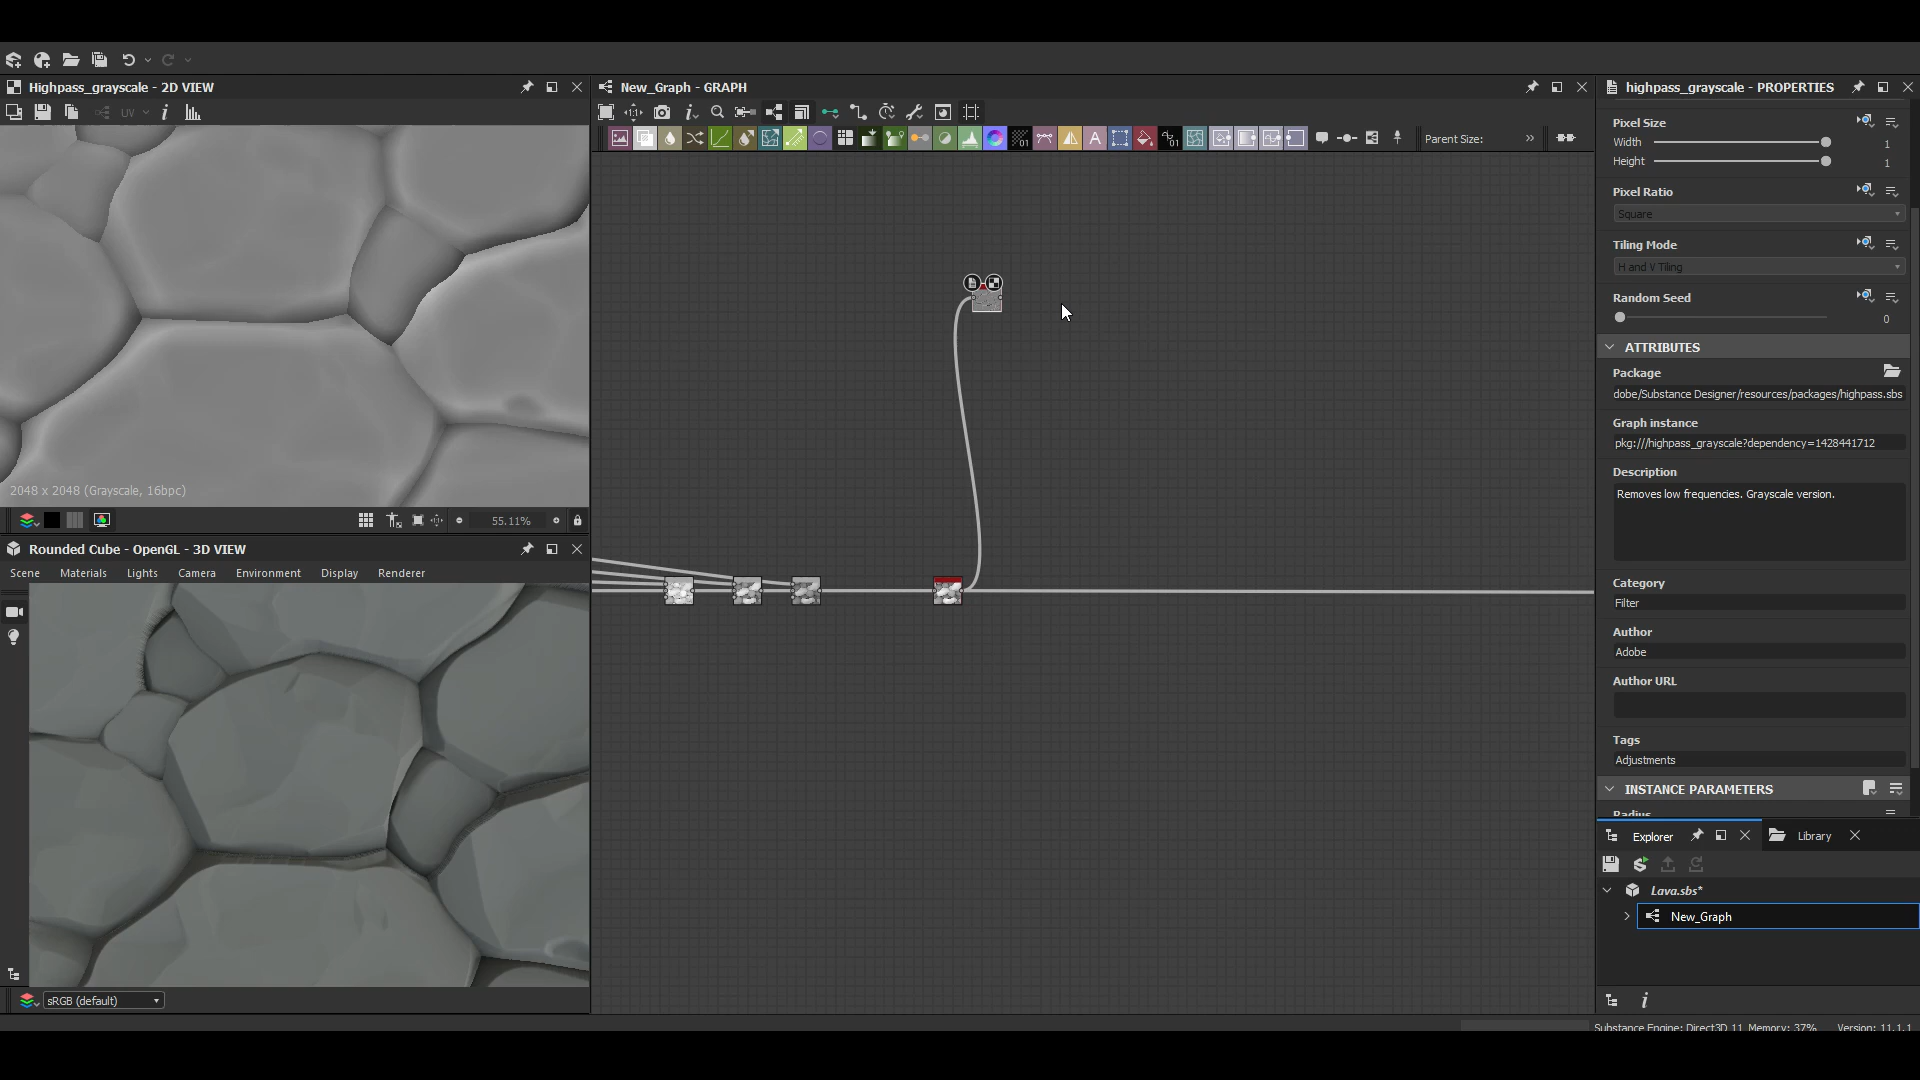 Highpass_grayscale - 2D VIEW
New_Graph - GRAPH
highpass_grayscale - PROPERTIES
UV
Parent Size:
Pixel Size
Width
1
Height
1
Pixel Ratio
Square
Tiling Mode
H and V Tiling
Random Seed
0
ATTRIBUTES
Package
dobe/Substance Designer/resources/packages/highpass.sbs
Graph instance
pkg:///highpass_grayscale?dependency=1428441712
Description
Removes low frequencies. Grayscale version.
2048 x 2048 (Grayscale, 16bpc)
55.11%
Rounded Cube - OpenGL - 3D VIEW
Scene Materials Lights Camera Environment Display Renderer
Category
Filter
Author
Adobe
Author URL
Tags
Adjustments
INSTANCE PARAMETERS
Radius
Explorer
Library
Lava.sbs*
New_Graph
sRGB (default)
Substance Engine: Direct3D 11 Memory: 37%
Version: 11.1.1